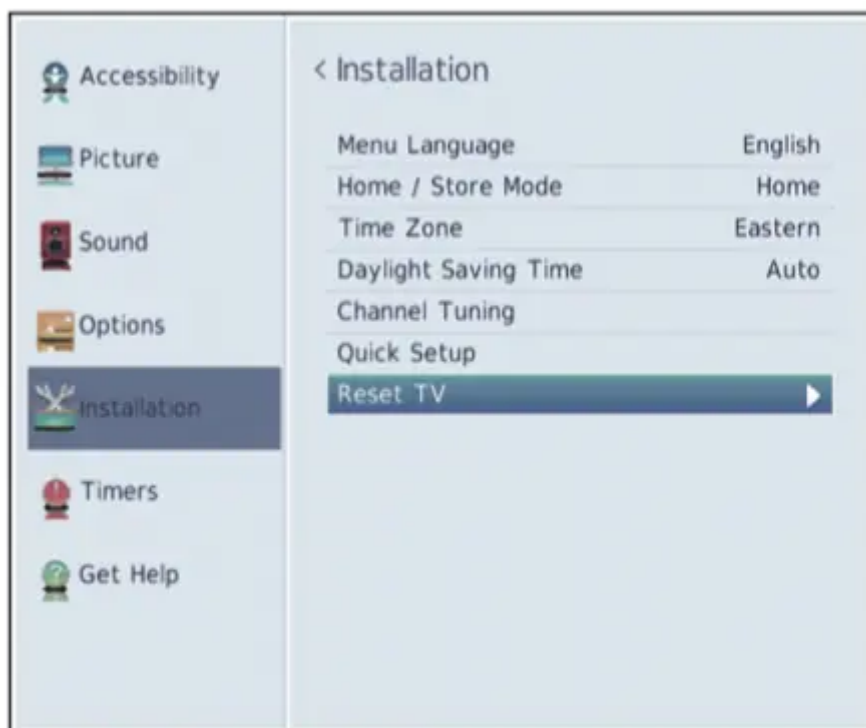 Accessibility
Picture
Sound
Options
Installation
Timers
Get Help
< Installation
Menu Language English
Home / Store Mode Home
Time Zone Eastern
Daylight Saving Time Auto
Channel Tuning
Quick Setup
Reset TV